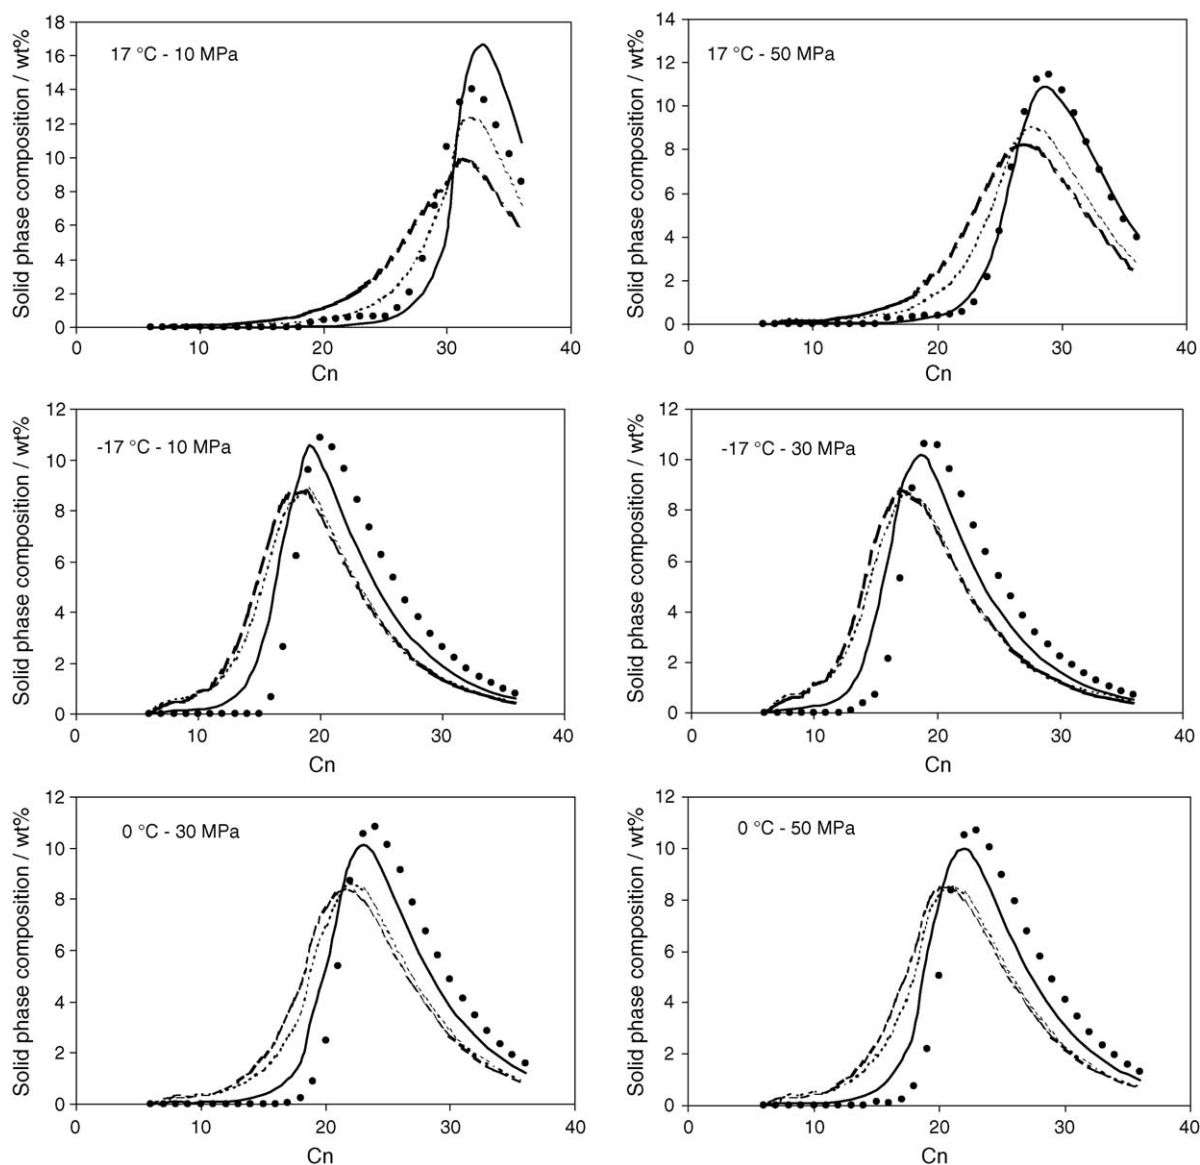 17 °C - 10 MPa
Solid phase composition / wt%
18
16
14
12
10
8
6
4
2
0
0 10 20 30 40
Cn
17 °C - 50 MPa
Solid phase composition / wt%
14
12
10
8
6
4
2
0
0 10 20 30 40
Cn
-17 °C - 10 MPa
Solid phase composition / wt%
12
10
8
6
4
2
0
0 10 20 30 40
Cn
-17 °C - 30 MPa
Solid phase composition / wt%
12
10
8
6
4
2
0
0 10 20 30 40
Cn
0 °C - 30 MPa
Solid phase composition / wt%
12
10
8
6
4
2
0
0 10 20 30 40
Cn
0 °C - 50 MPa
Solid phase composition / wt%
12
10
8
6
4
2
0
0 10 20 30 40
Cn